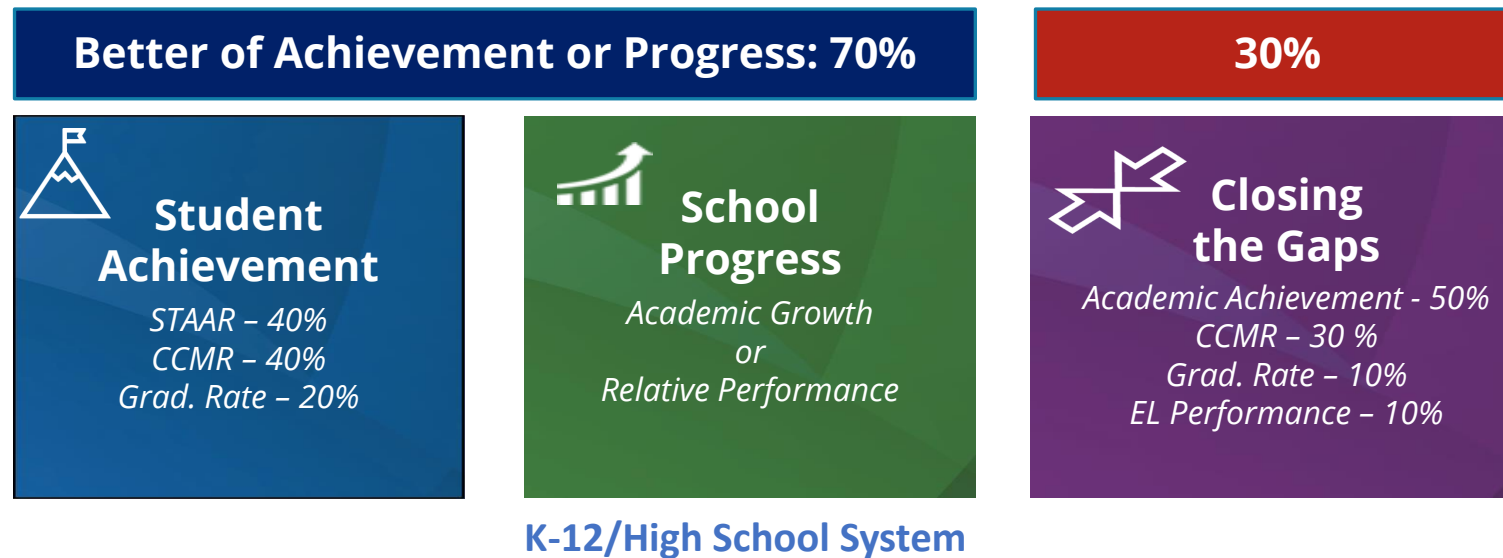 Better of Achievement or Progress: 70%
30%
Student
Achievement
STAAR – 40%
CCMR – 40%
Grad. Rate – 20%
School
Progress
Academic Growth
or
Relative Performance
Closing
the Gaps
Academic Achievement - 50%
CCMR – 30 %
Grad. Rate – 10%
EL Performance – 10%
K-12/High School System